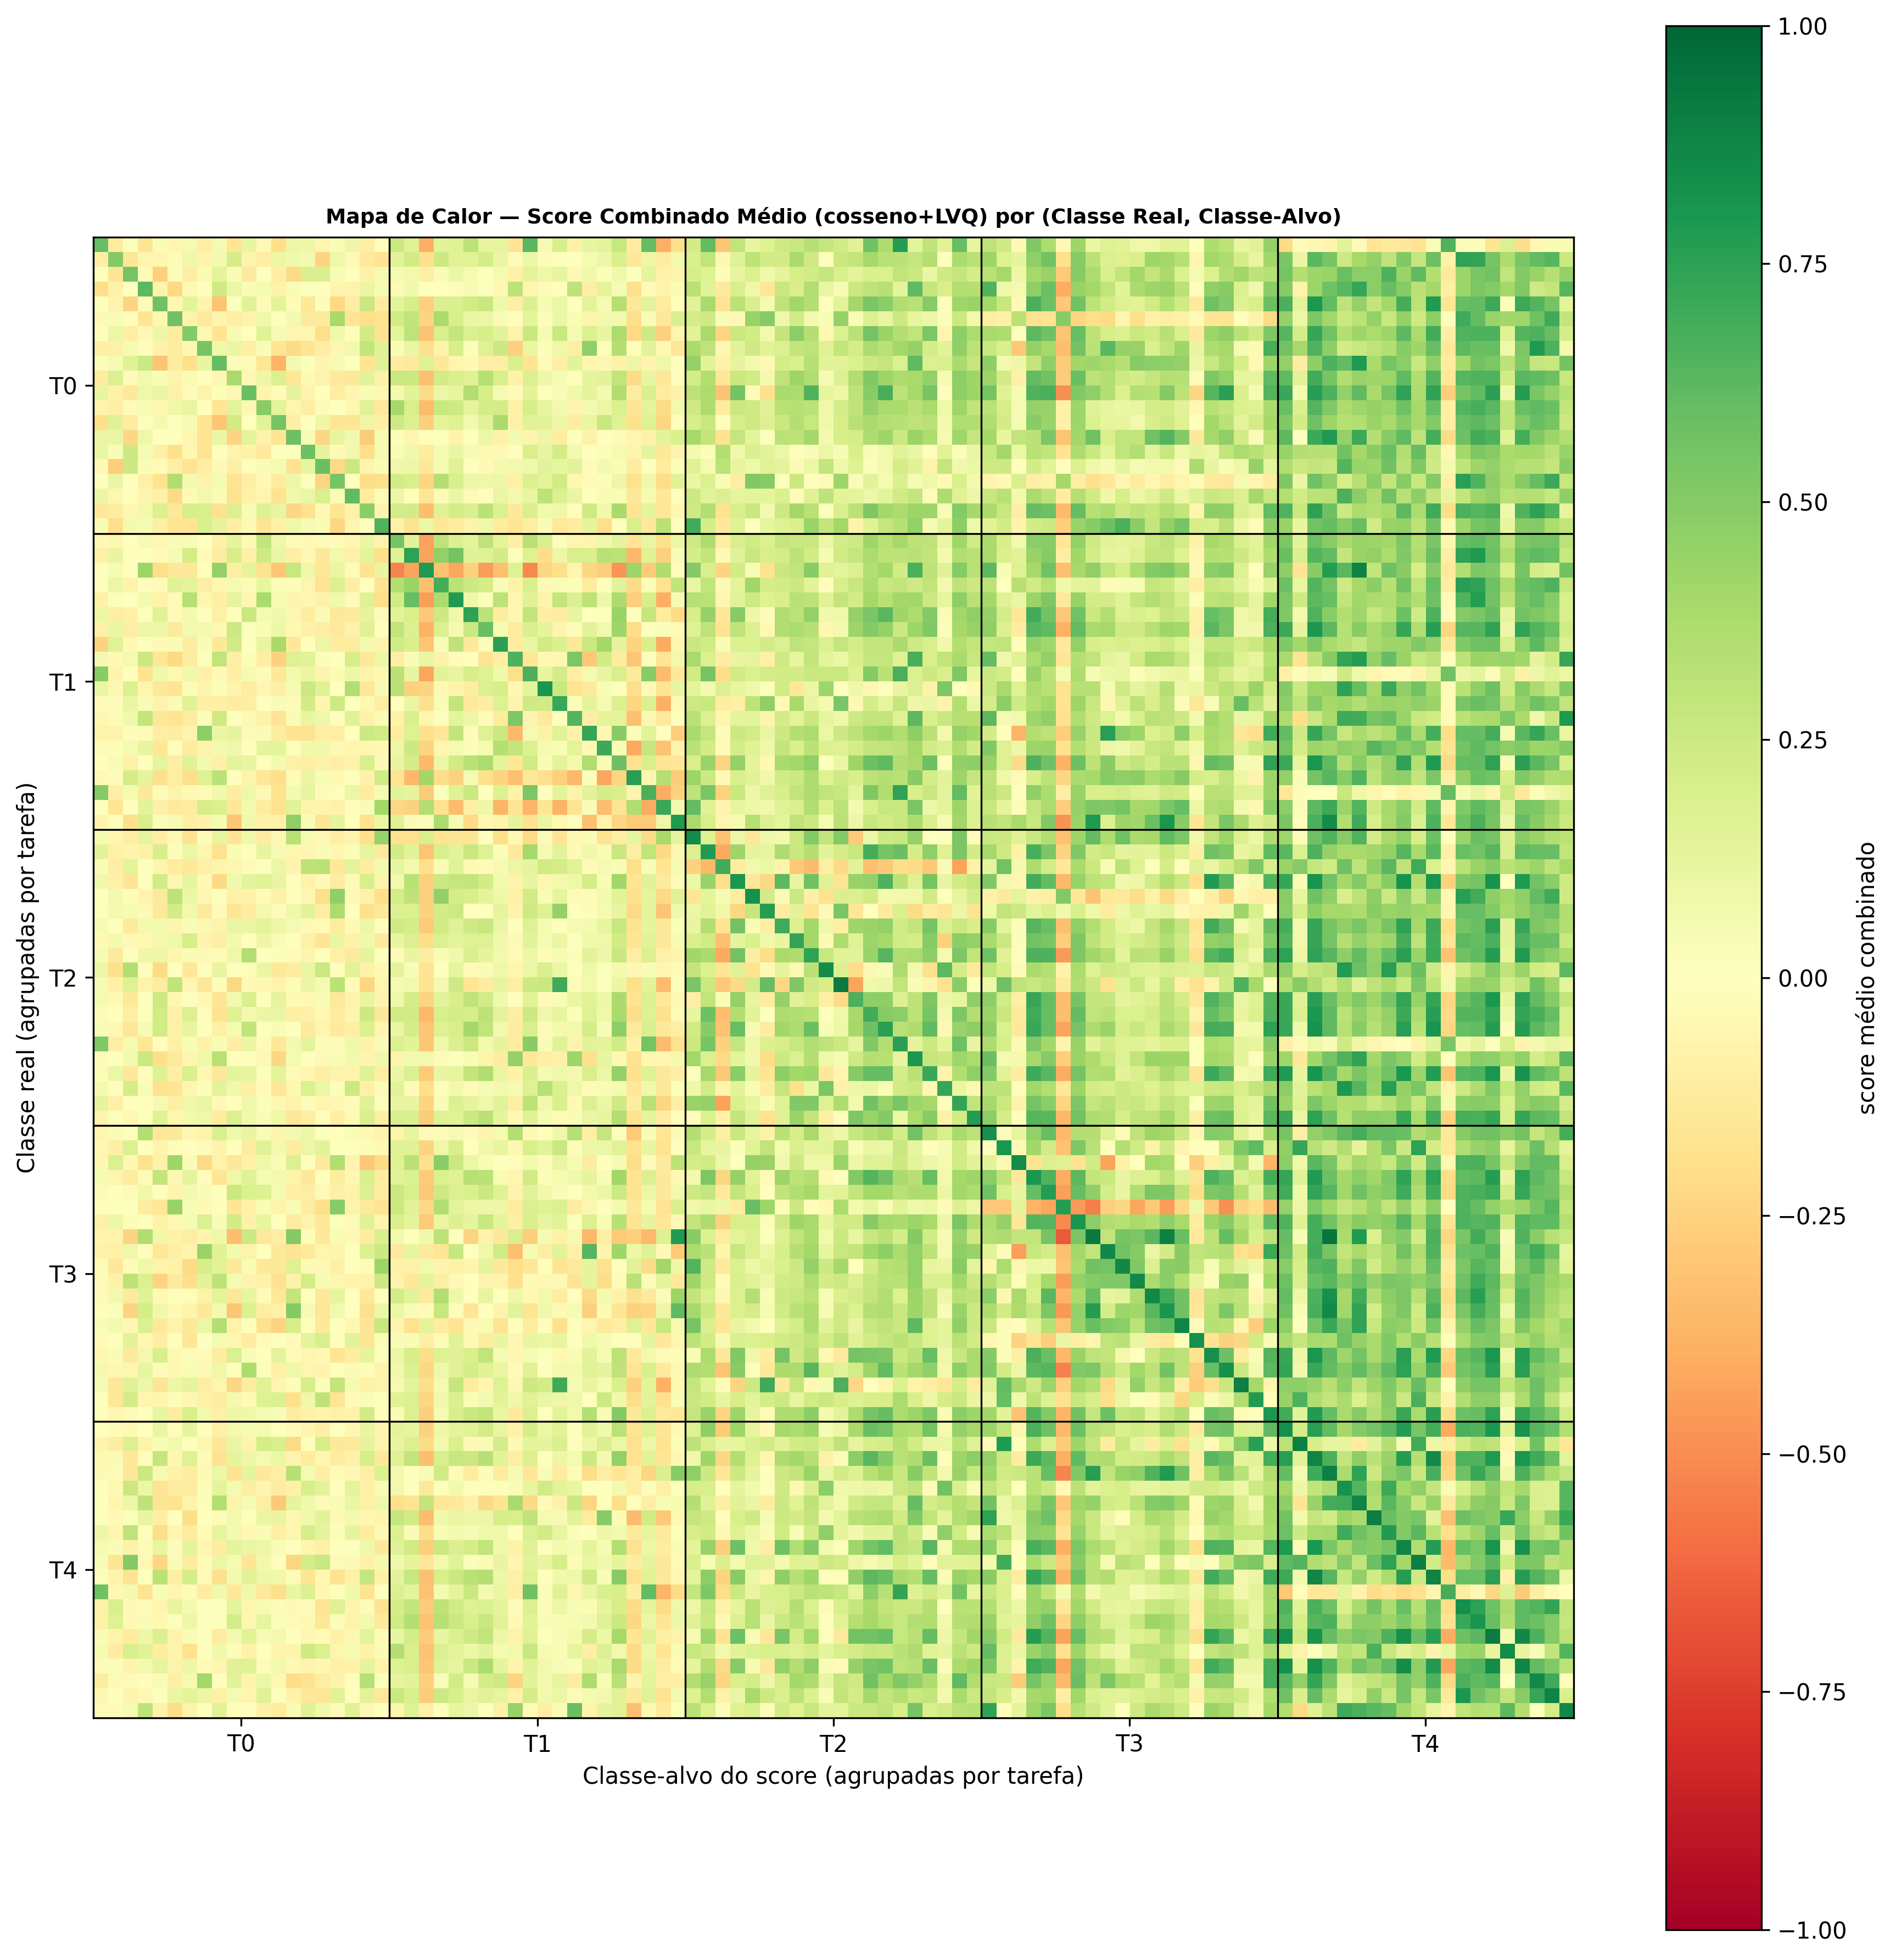 Mapa de Calor — Score Combinado Médio (cosseno+LVQ) por (Classe Real, Classe-Alvo)
Classe real (agrupadas por tarefa)
T0
T1
T2
T3
T4
T0
T1
T2
T3
T4
Classe-alvo do score (agrupadas por tarefa)
1.00
0.75
0.50
0.25
0.00
−0.25
−0.50
−0.75
−1.00
score médio combinado